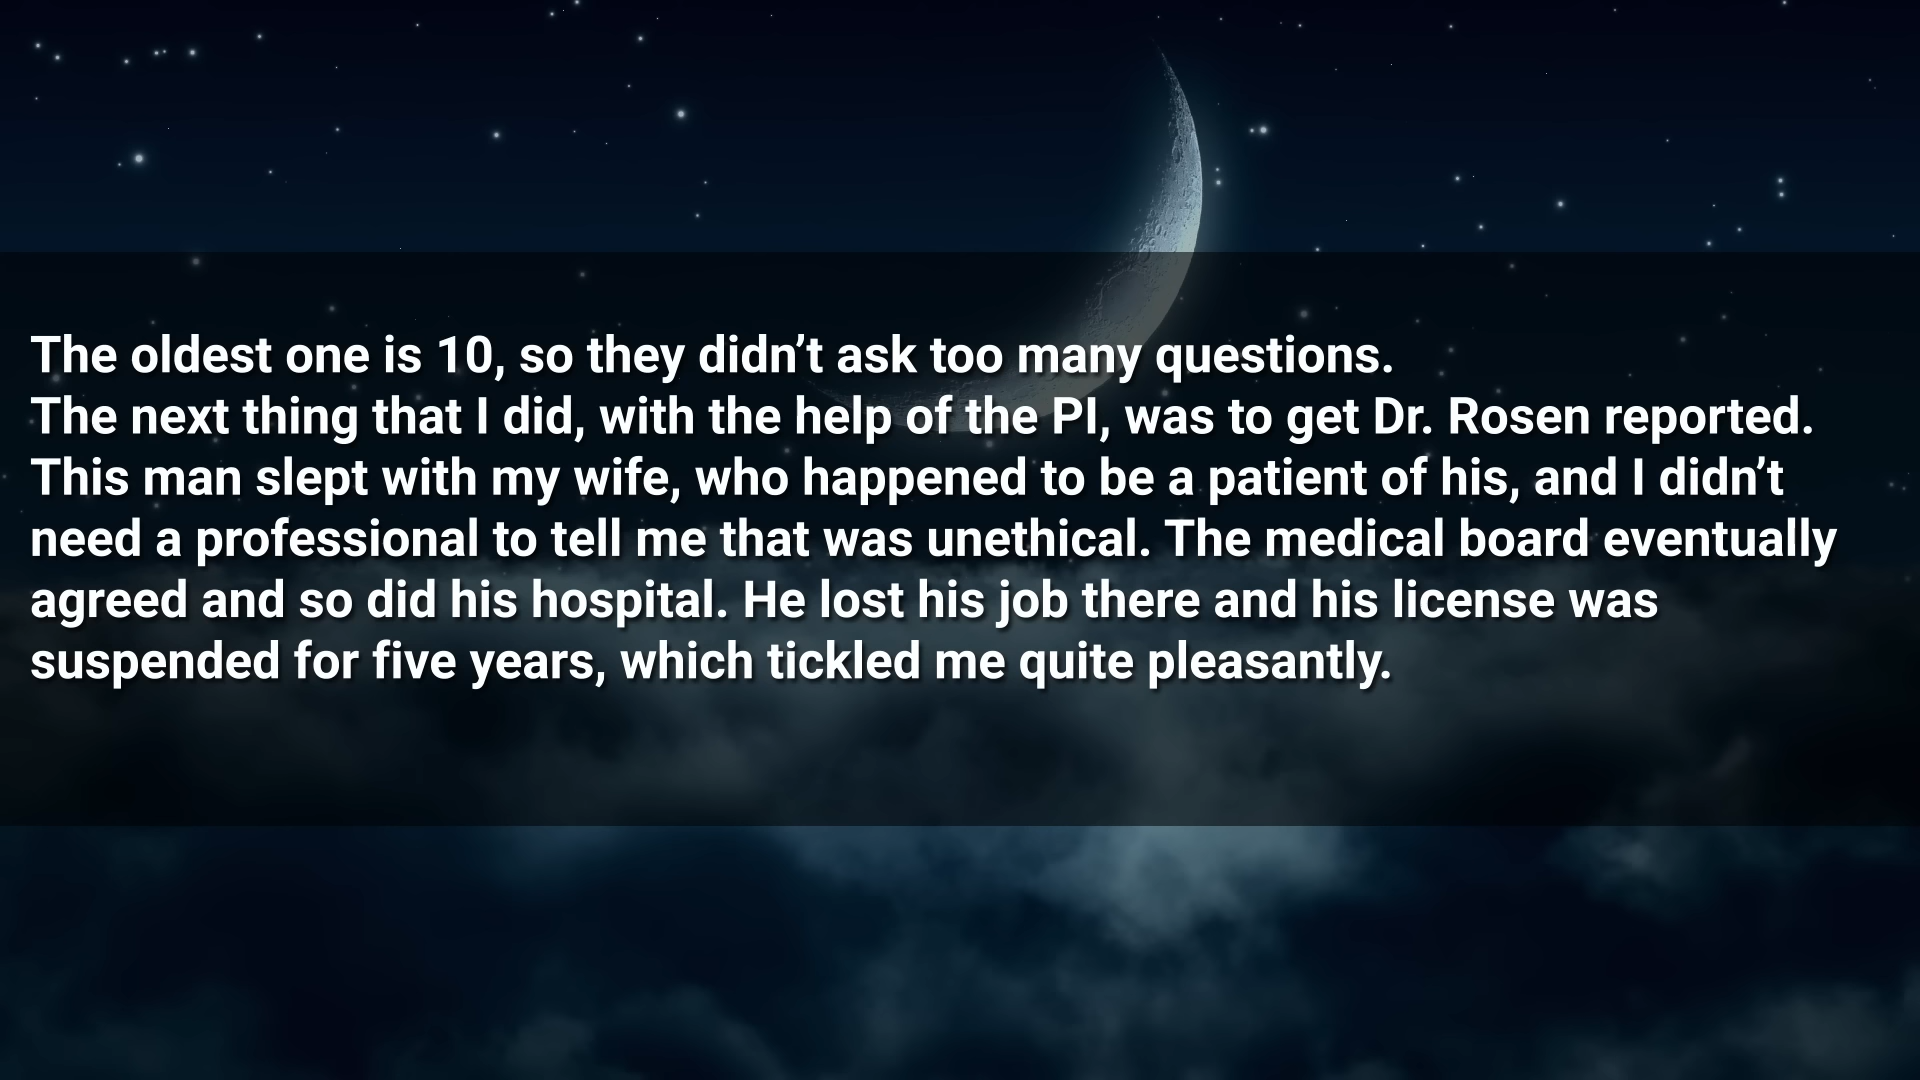 The oldest one is 10, so they didn’t ask too many questions.
The next thing that I did, with the help of the PI, was to get Dr. Rosen reported.
This man slept with my wife, who happened to be a patient of his, and I didn’t
need a professional to tell me that was unethical. The medical board eventually
agreed and so did his hospital. He lost his job there and his license was
suspended for five years, which tickled me quite pleasantly.